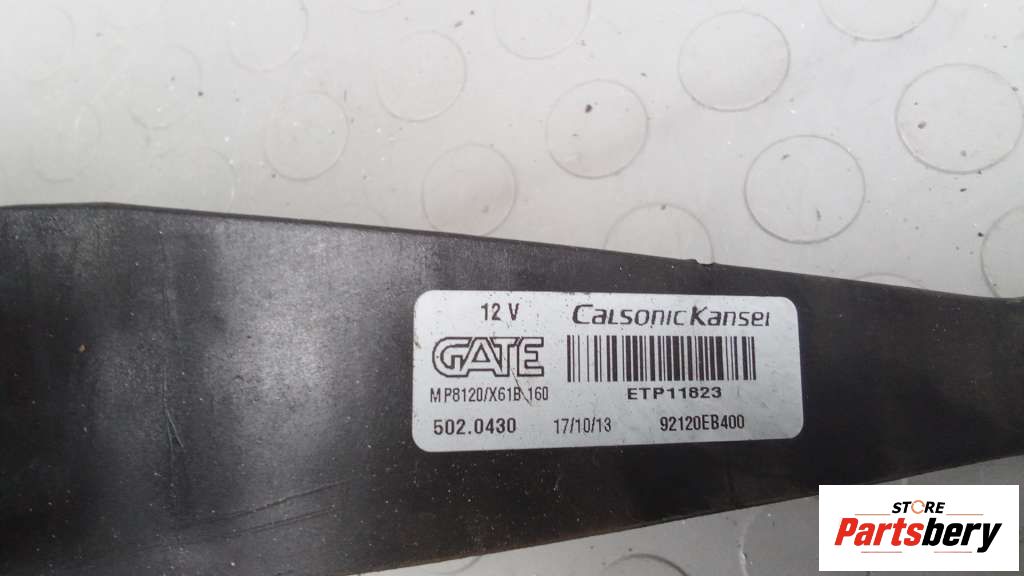 12 V CALSONIC KANSEI
GATE
MP8120/X61B 160 ETP11823
502.0430 17/10/13 92120EB400
STORE
Partsbery